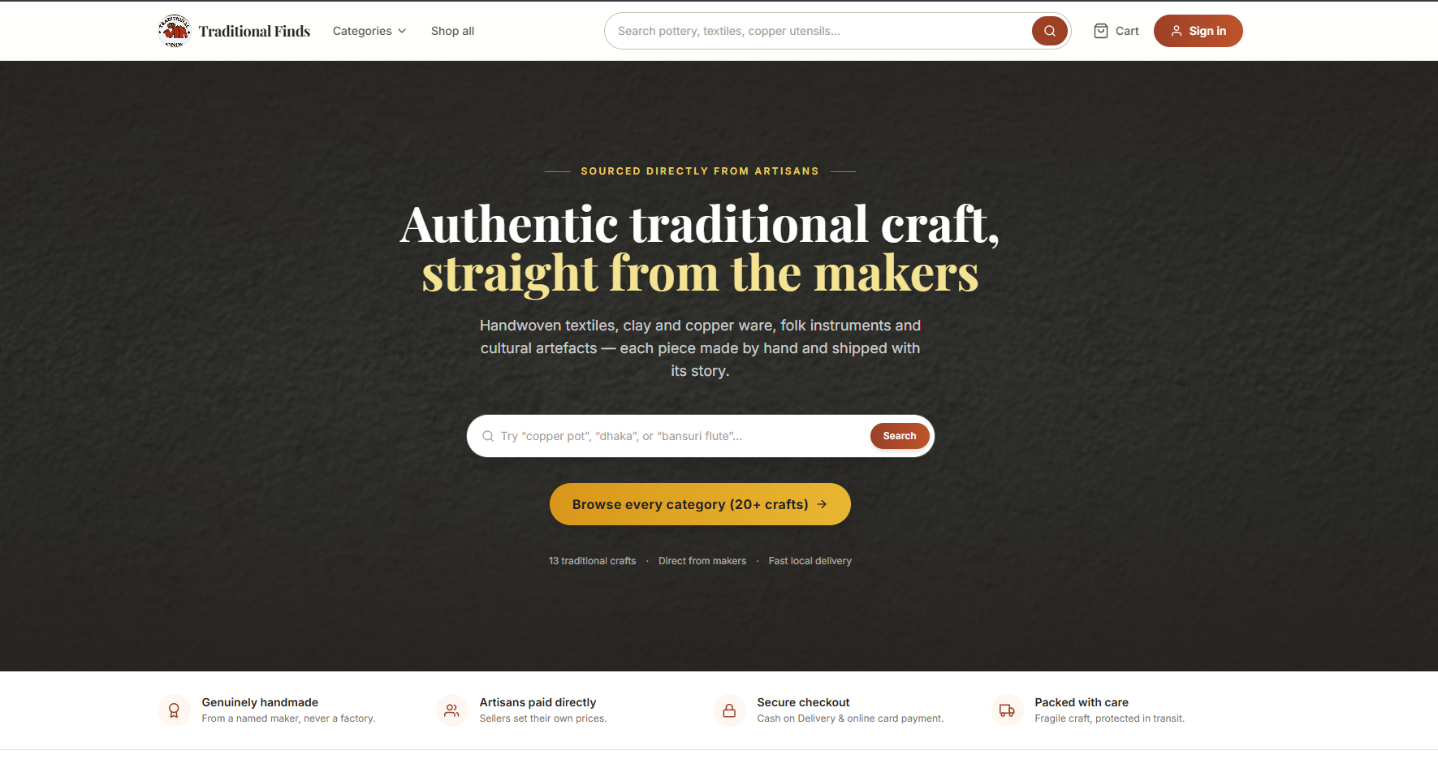 TRADITIONAL
FINDS
Traditional Finds
Categories
Shop all
Search pottery, textiles, copper utensils...
Cart
Sign in
SOURCED DIRECTLY FROM ARTISANS
Authentic traditional craft,
straight from the makers
Handwoven textiles, clay and copper ware, folk instruments and
cultural artefacts — each piece made by hand and shipped with
its story.
Try “copper pot”, “dhaka”, or “bansuri flute”...
Search
Browse every category (20+ crafts) →
13 traditional crafts · Direct from makers · Fast local delivery
Genuinely handmade
From a named maker, never a factory.
Artisans paid directly
Sellers set their own prices.
Secure checkout
Cash on Delivery & online card payment.
Packed with care
Fragile craft, protected in transit.